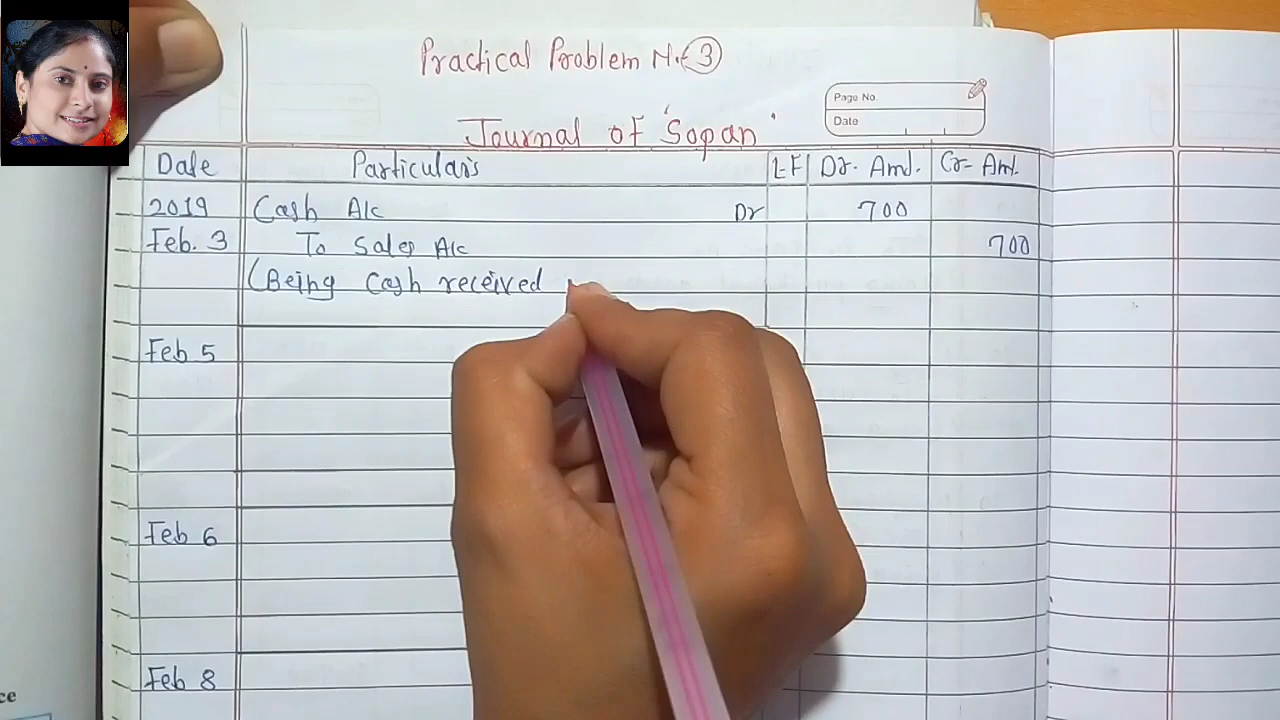 Practical Problem No: 3
Journal of 'Sopan'
Page No.
Date
Date Particulars L.F Dr. Amt. Cr- Amt.
2019 Cash A/c Dr 700
Feb. 3 To Sales A/c 700
(Being Cash received
Feb 5
Feb 6
Feb 8
ce